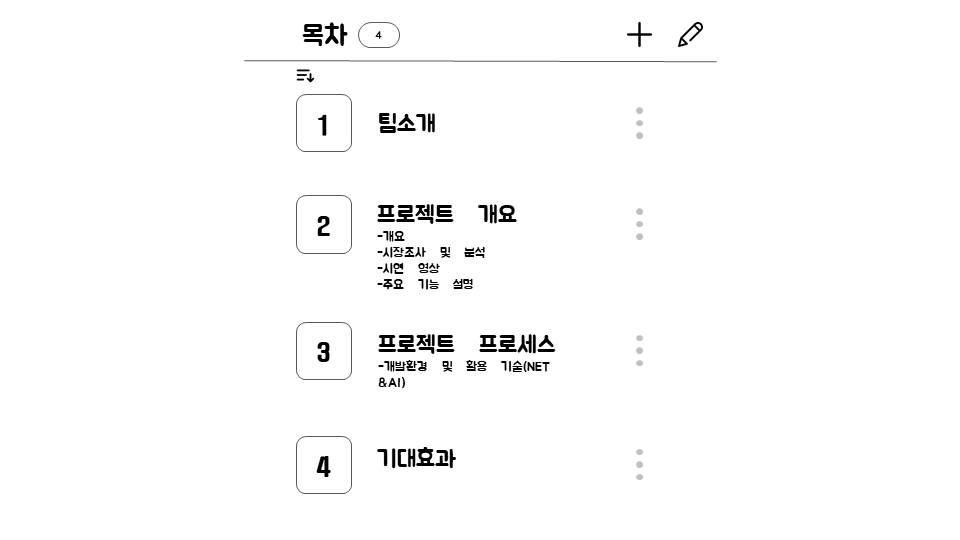 목차 4
1 팀소개
2 프로젝트 개요
-개요
-시장조사 및 분석
-시연 영상
-주요 기능 설명
3 프로젝트 프로세스
-개발환경 및 활용 기술(NET
&AI)
4 기대효과